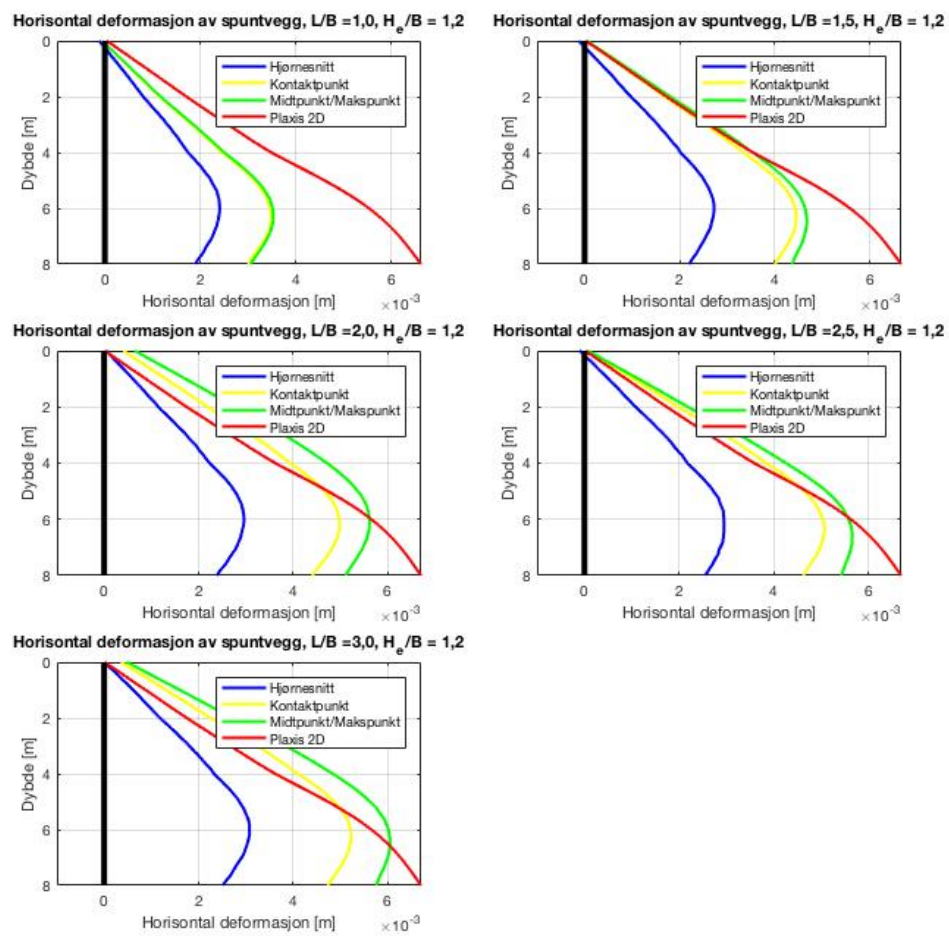 Horisontal deformasjon av spuntvegg, L/B =1,0, H_e/B = 1,2
0
2
4
6
8
Dybde [m]
Hjørnesnitt
Kontaktpunkt
Midtpunkt/Makspunkt
Plaxis 2D
0 2 4 6
Horisontal deformasjon [m]
×10^-3
Horisontal deformasjon av spuntvegg, L/B =1,5, H_e/B = 1,2
0
2
4
6
8
Dybde [m]
Hjørnesnitt
Kontaktpunkt
Midtpunkt/Makspunkt
Plaxis 2D
0 2 4 6
Horisontal deformasjon [m]
×10^-3
Horisontal deformasjon av spuntvegg, L/B =2,0, H_e/B = 1,2
0
2
4
6
8
Dybde [m]
Hjørnesnitt
Kontaktpunkt
Midtpunkt/Makspunkt
Plaxis 2D
0 2 4 6
Horisontal deformasjon [m]
×10^-3
Horisontal deformasjon av spuntvegg, L/B =2,5, H_e/B = 1,2
0
2
4
6
8
Dybde [m]
Hjørnesnitt
Kontaktpunkt
Midtpunkt/Makspunkt
Plaxis 2D
0 2 4 6
Horisontal deformasjon [m]
×10^-3
Horisontal deformasjon av spuntvegg, L/B =3,0, H_e/B = 1,2
0
2
4
6
8
Dybde [m]
Hjørnesnitt
Kontaktpunkt
Midtpunkt/Makspunkt
Plaxis 2D
0 2 4 6
Horisontal deformasjon [m]
×10^-3